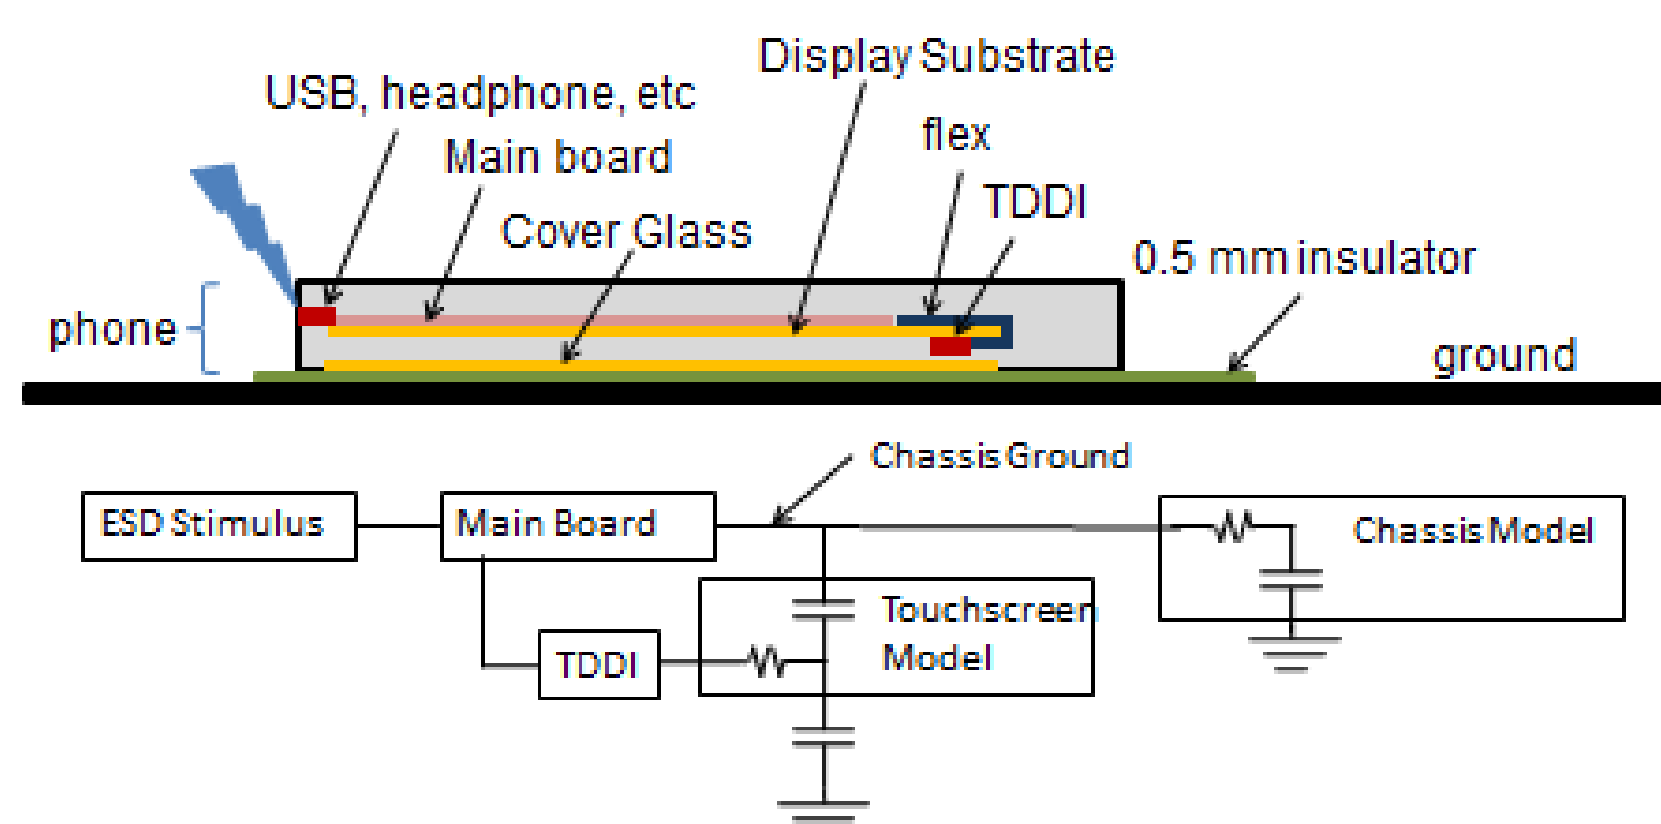 Display Substrate
USB, headphone, etc
flex
Main board
TDDI
Cover Glass
0.5 mm insulator
phone
ground
Chassis Ground
ESD Stimulus
Main Board
Chassis Model
Touchscreen
Model
TDDI